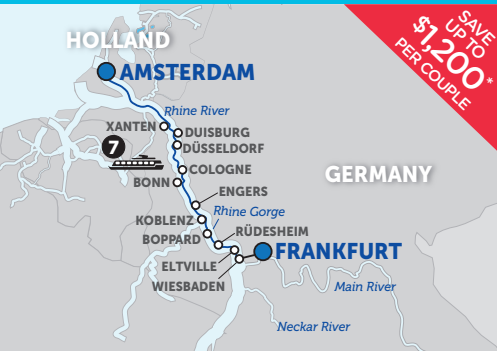 SAVE
UP TO
$1,200*
PER COUPLE
HOLLAND
AMSTERDAM
Rhine River
XANTEN
DUISBURG
DÜSSELDORF
7
COLOGNE
GERMANY
BONN
ENGERS
Rhine Gorge
KOBLENZ
BOPPARD
RÜDESHEIM
FRANKFURT
ELTVILLE
WIESBADEN
Main River
Neckar River